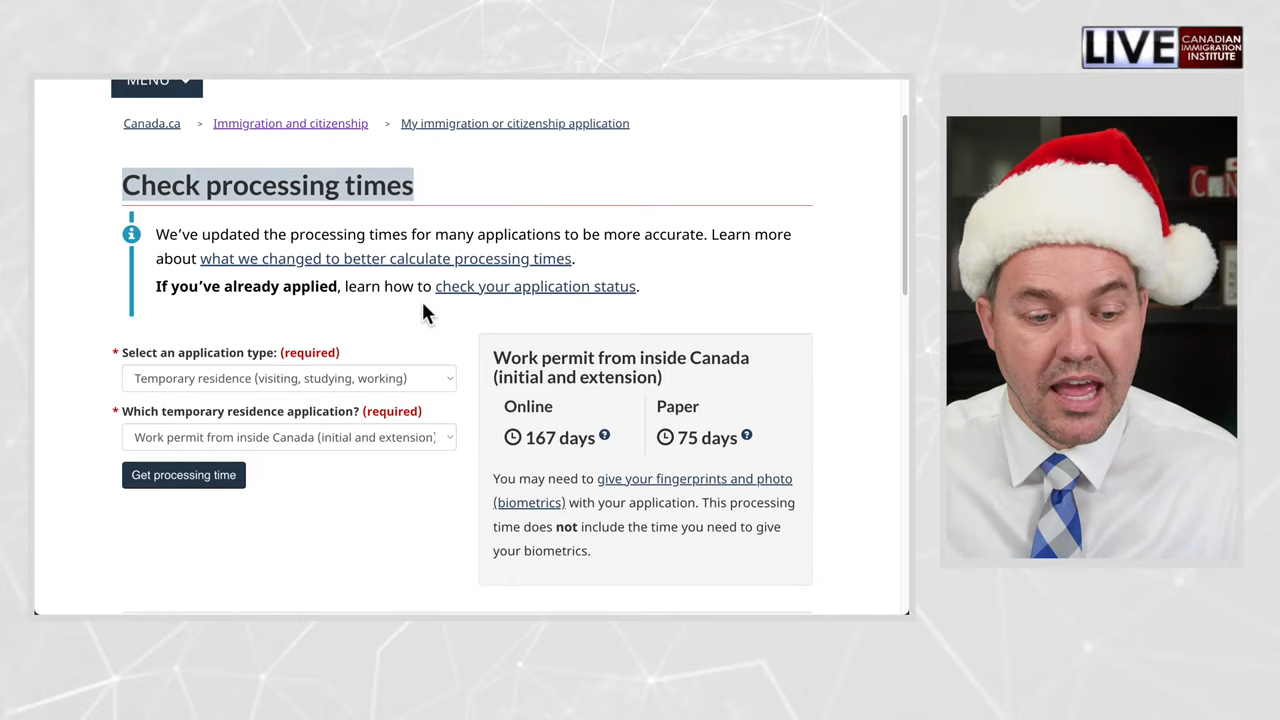 LIVE
CANADIAN
IMMIGRATION
INSTITUTE
MENU
Canada.ca > Immigration and citizenship > My immigration or citizenship application
Check processing times
We’ve updated the processing times for many applications to be more accurate. Learn more
about what we changed to better calculate processing times.
If you’ve already applied, learn how to check your application status.
* Select an application type: (required)
Temporary residence (visiting, studying, working)
* Which temporary residence application? (required)
Work permit from inside Canada (initial and extension)
Get processing time
Work permit from inside Canada
(initial and extension)
Online
167 days
Paper
75 days
You may need to give your fingerprints and photo
(biometrics) with your application. This processing
time does not include the time you need to give
your biometrics.